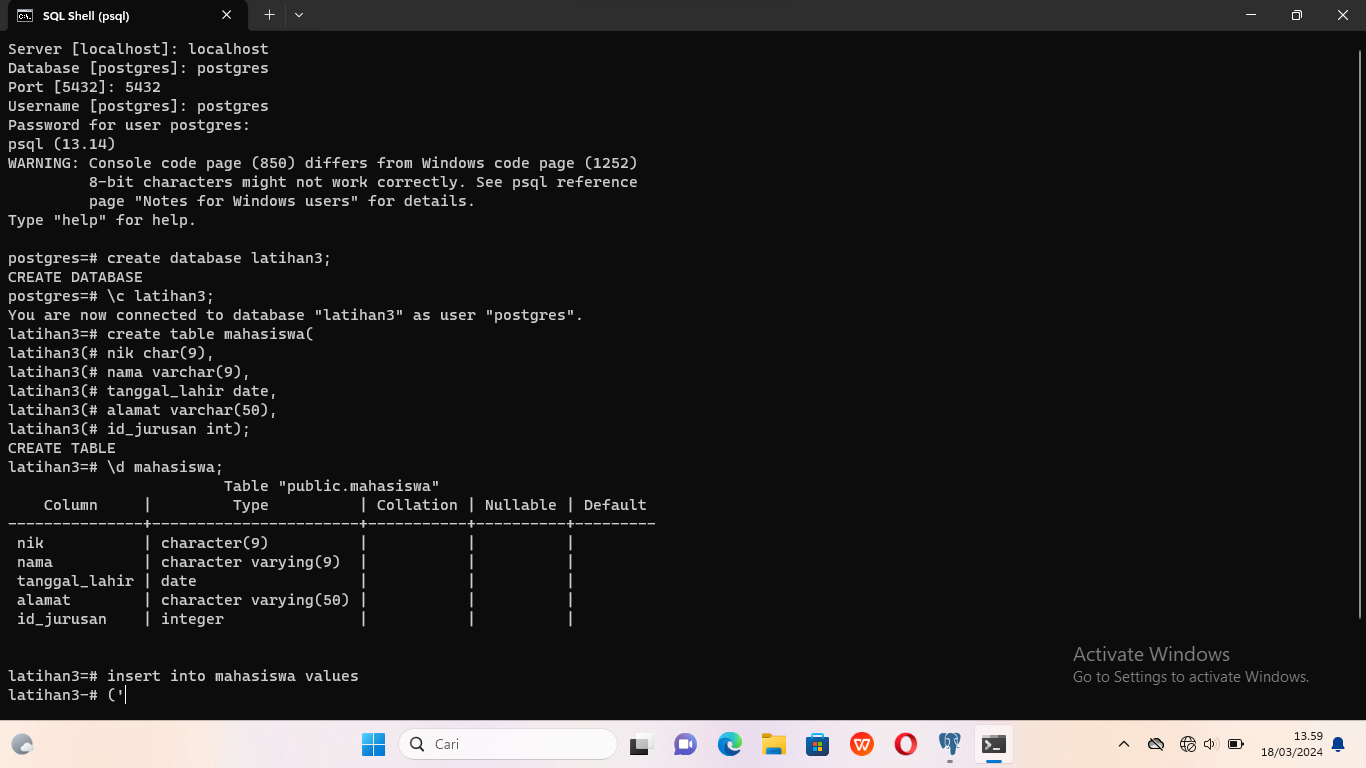 SQL Shell (psql)
Server [localhost]: localhost
Database [postgres]: postgres
Port [5432]: 5432
Username [postgres]: postgres
Password for user postgres:
psql (13.14)
WARNING: Console code page (850) differs from Windows code page (1252)
         8-bit characters might not work correctly. See psql reference
         page "Notes for Windows users" for details.
Type "help" for help.
postgres=# create database latihan3;
CREATE DATABASE
postgres=# \c latihan3;
You are now connected to database "latihan3" as user "postgres".
latihan3=# create table mahasiswa(
latihan3(# nik char(9),
latihan3(# nama varchar(9),
latihan3(# tanggal_lahir date,
latihan3(# alamat varchar(50),
latihan3(# id_jurusan int);
CREATE TABLE
latihan3=# \d mahasiswa;
                        Table "public.mahasiswa"
    Column     |         Type          | Collation | Nullable | Default
---------------+-----------------------+-----------+----------+---------
 nik           | character(9)          |           |          |
 nama          | character varying(9)  |           |          |
 tanggal_lahir | date                  |           |          |
 alamat        | character varying(50) |           |          |
 id_jurusan    | integer               |           |          |
latihan3=# insert into mahasiswa values
latihan3-# ('
Activate Windows
Go to Settings to activate Windows.
Cari
13.59
18/03/2024